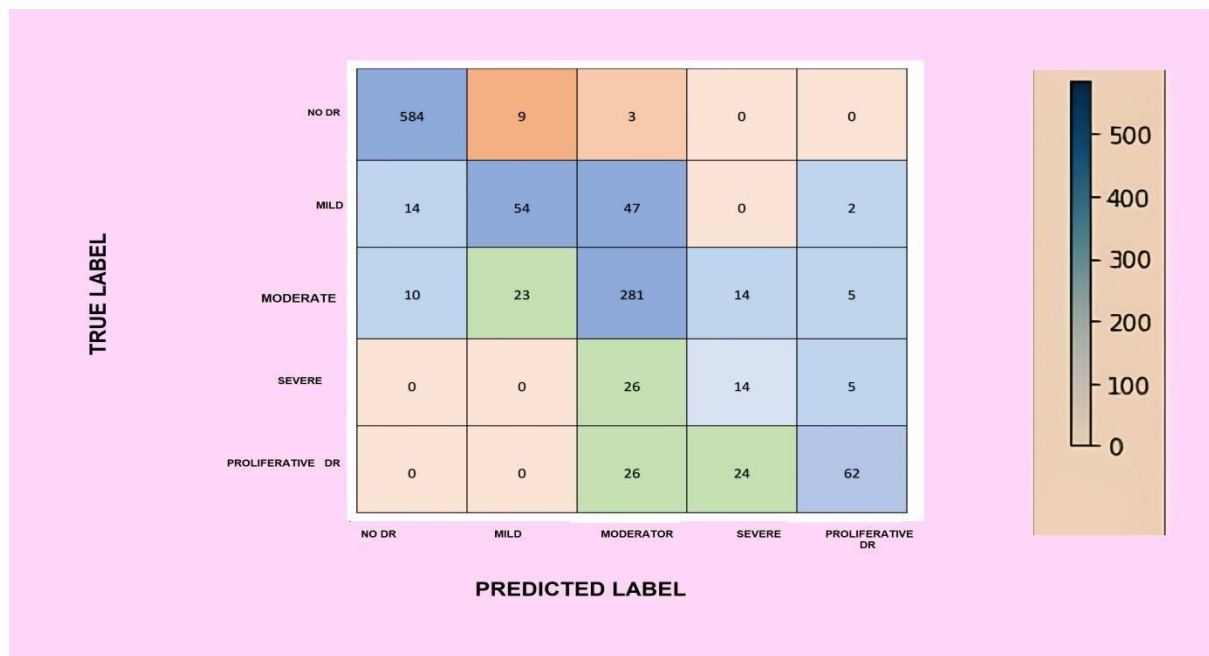 NO DR 584 9 3 0 0
MILD 14 54 47 0 2
MODERATE 10 23 281 14 5
SEVERE 0 0 26 14 5
PROLIFERATIVE DR 0 0 26 24 62
TRUE LABEL
NO DR MILD MODERATOR SEVERE PROLIFERATIVE
DR
PREDICTED LABEL
500
400
300
200
100
0